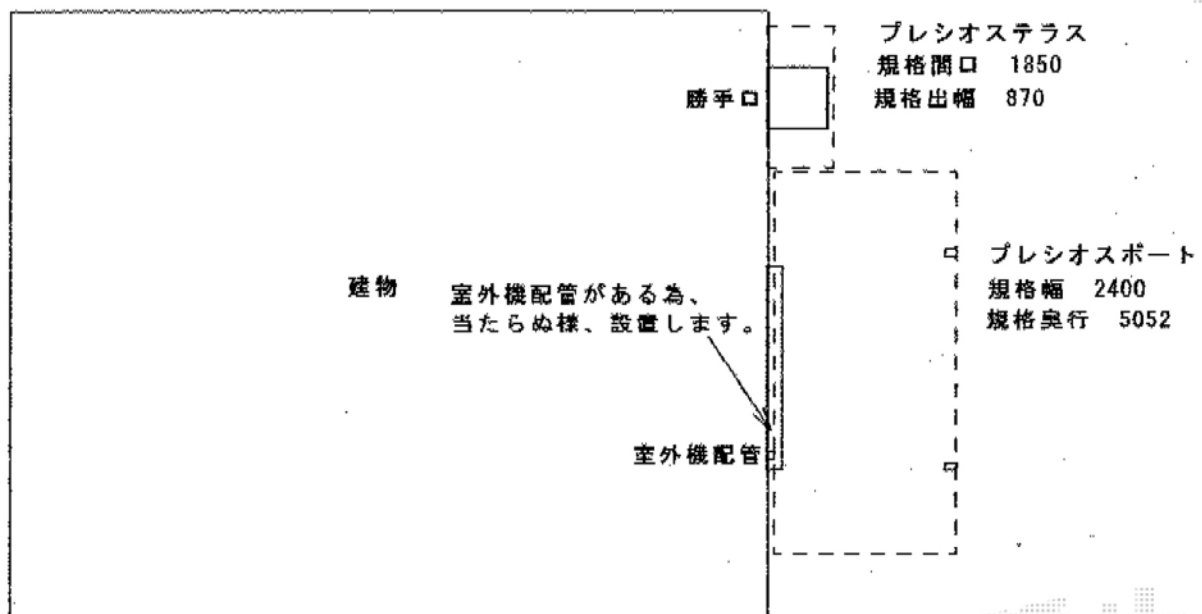 プレシオステラス
規格間口 1850
規格出幅 870
勝手口
建物
室外機配管がある為、
当たらぬ様、設置します。
プレシオスポート
規格幅 2400
規格奥行 5052
室外機配管